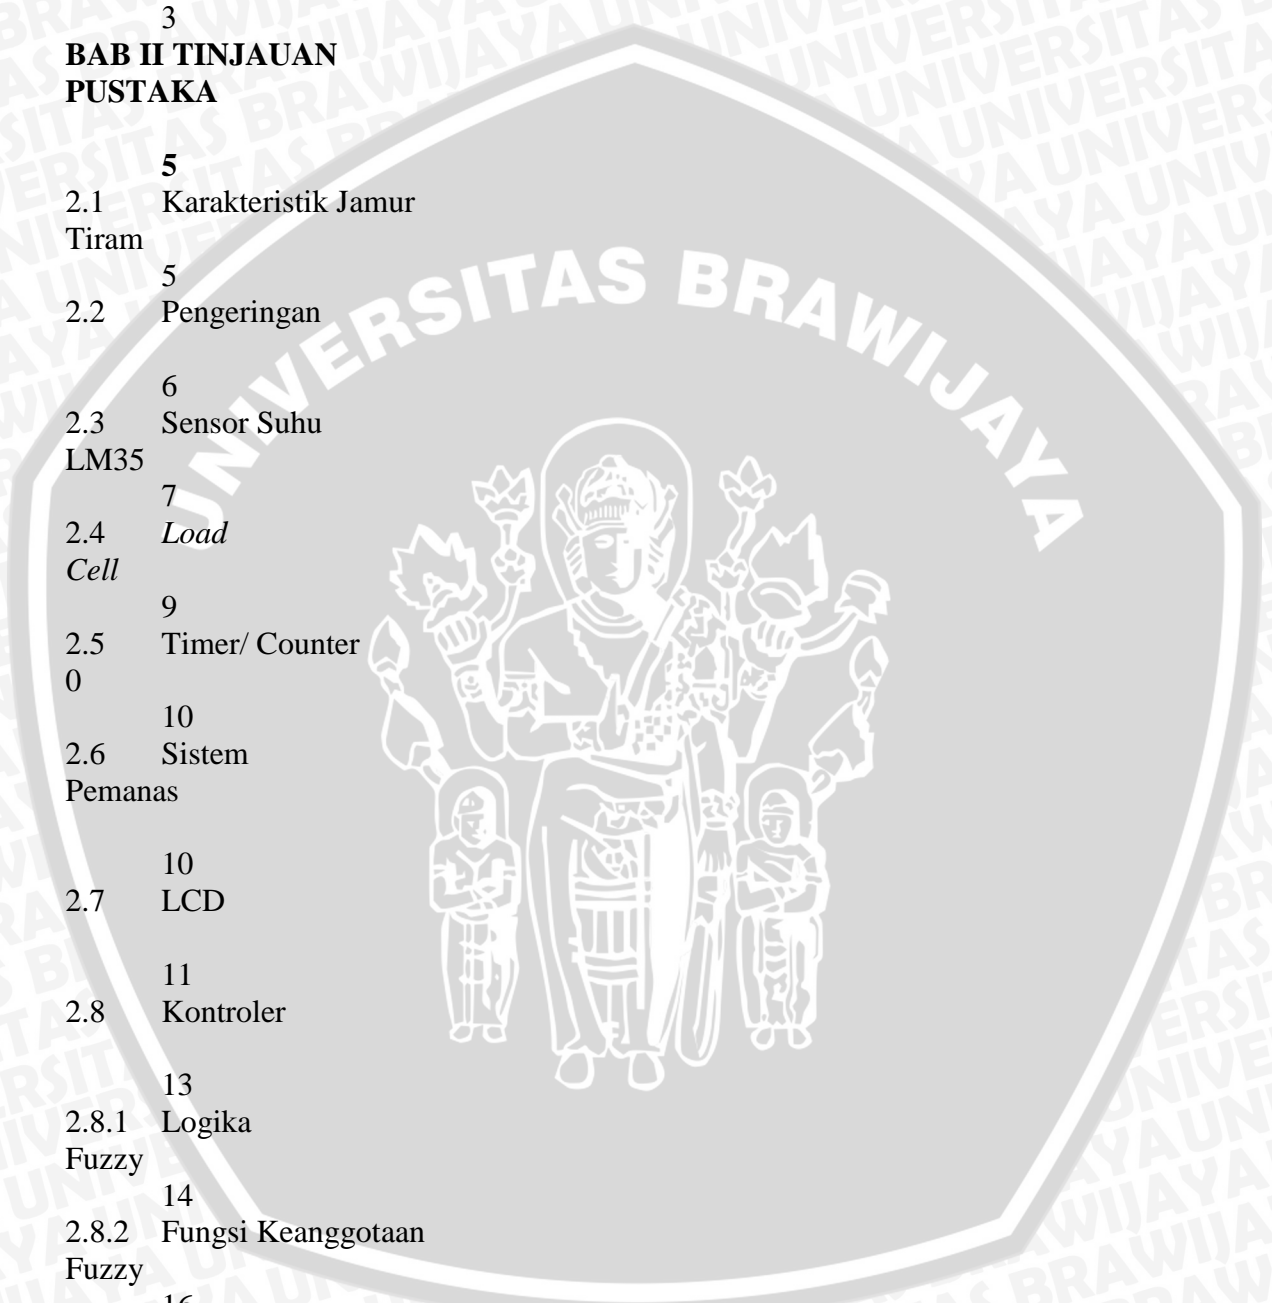 3
BAB II TINJAUAN
PUSTAKA
5
2.1 Karakteristik Jamur
Tiram
5
2.2 Pengeringan
6
2.3 Sensor Suhu
LM35
7
2.4 Load
Cell
9
2.5 Timer/ Counter
0
10
2.6 Sistem
Pemanas
10
2.7 LCD
11
2.8 Kontroler
13
2.8.1 Logika
Fuzzy
14
2.8.2 Fungsi Keanggotaan
Fuzzy
16
UNIVERSITAS BRAWIJAYA